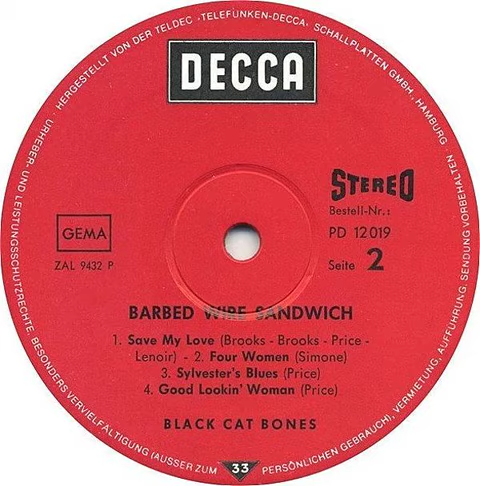 HERGESTELLT VON DER TELDEC ›TELEFUNKEN-DECCA‹ SCHALLPLATTEN GMBH, HAMBURG
DECCA
STEREO
Bestell-Nr.:
PD 12 019
Seite 2
GEMA
ZAL 9432 P
BARBED WIRE SANDWICH
1. Save My Love (Brooks - Brooks - Price -
Lenoir) - 2. Four Women (Simone)
3. Sylvester's Blues (Price)
4. Good Lookin' Woman (Price)
BLACK CAT BONES
URHEBER- UND LEISTUNGSSCHUTZRECHTE, BESONDERS VERVIELFÄLTIGUNG (AUSSER ZUM PERSÖNLICHEN GEBRAUCH), VERMIETUNG, AUFFÜHRUNG, SENDUNG VORBEHALTEN
33